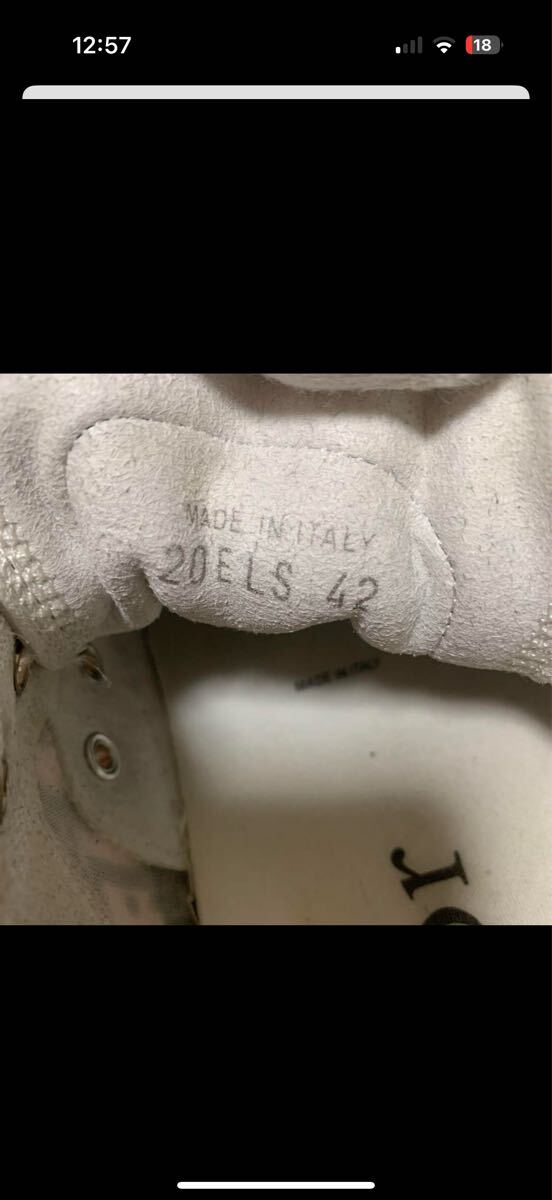 12:57
18
MADE IN ITALY
20ELS 42
MADE IN ITALY
r